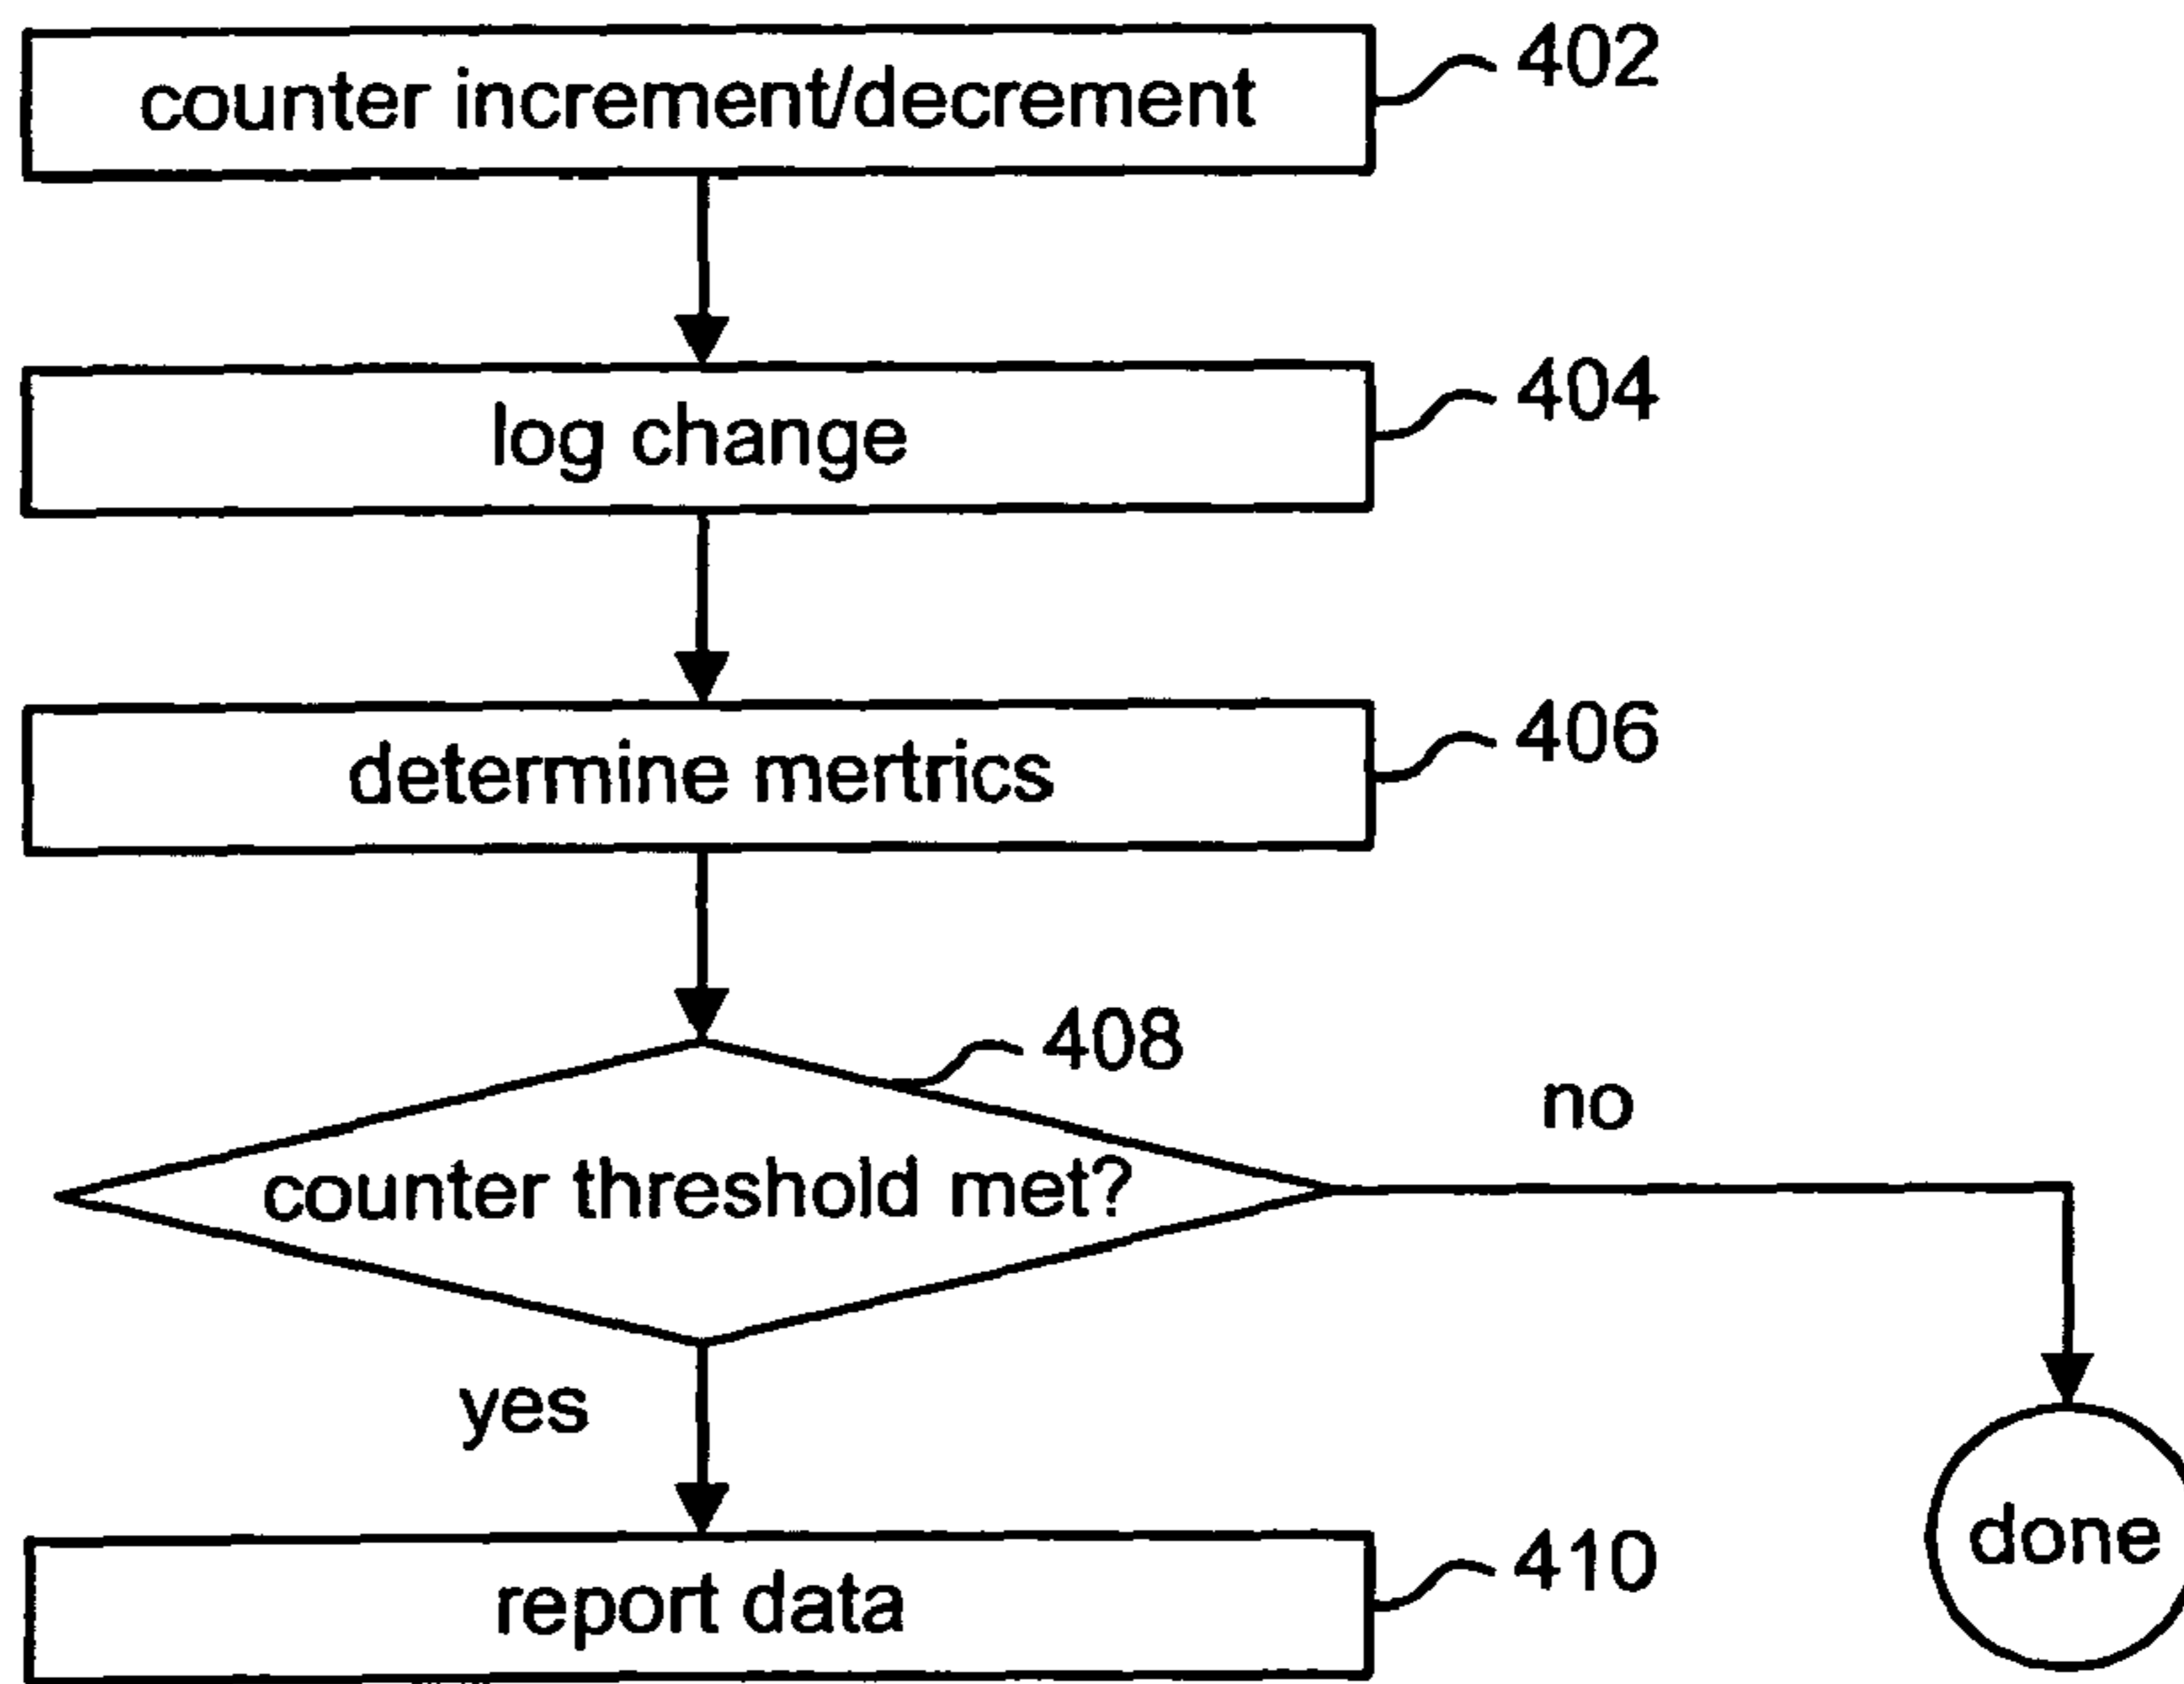 counter increment/decrement
402
log change
404
determine mertrics
406
408
counter threshold met?
no
yes
report data
410
done